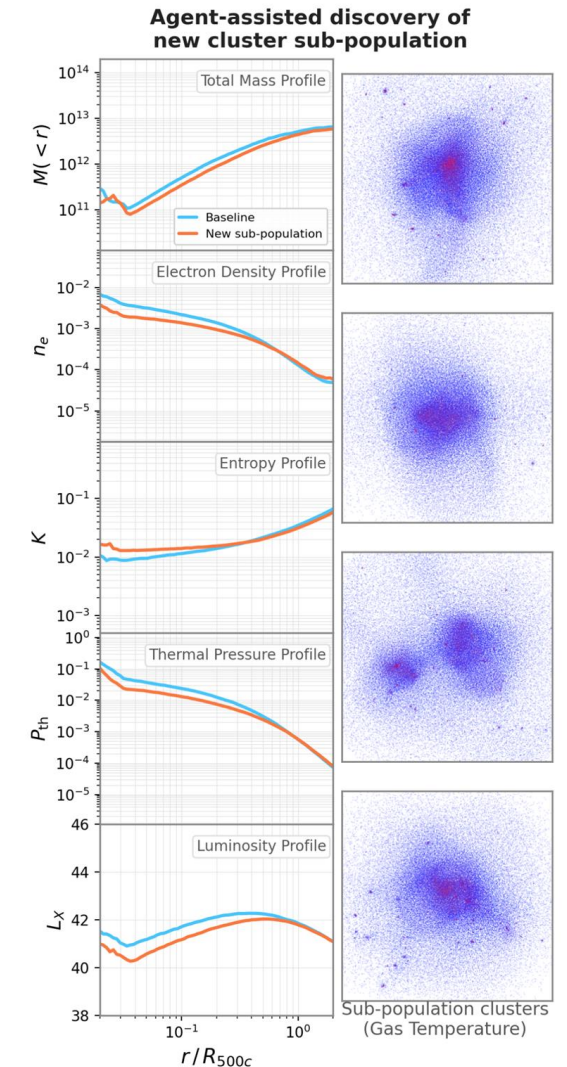 Agent-assisted discovery of
new cluster sub-population
Total Mass Profile
M(< r)
10^14
10^13
10^12
10^11
Baseline
New sub-population
Electron Density Profile
n_e
10^-2
10^-3
10^-4
10^-5
Entropy Profile
K
10^-1
10^-2
10^-3
Thermal Pressure Profile
P_th
10^0
10^-1
10^-2
10^-3
10^-4
10^-5
Luminosity Profile
L_X
46
44
42
40
38
10^-1
10^0
r / R_500c
Sub-population clusters
(Gas Temperature)